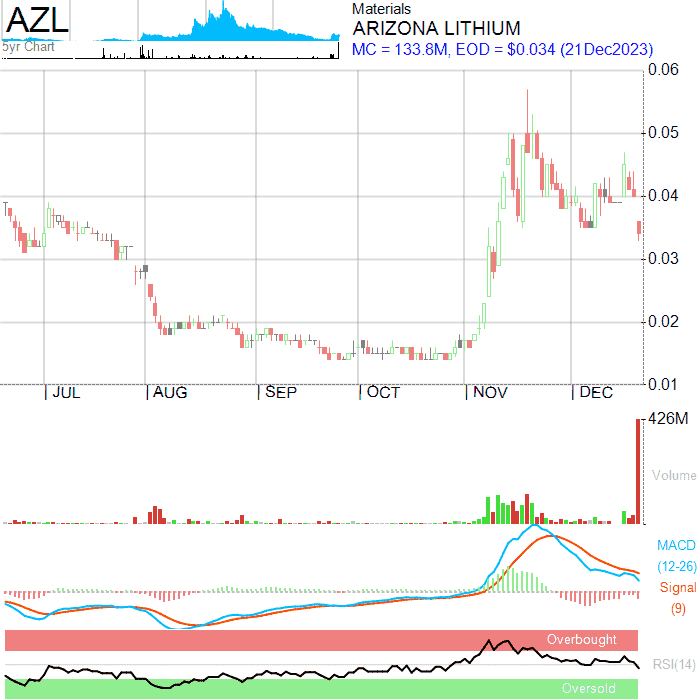 AZL
5yr Chart
Materials
ARIZONA LITHIUM
MC = 133.8M, EOD = $0.034 (21Dec2023)
0.06
0.05
0.04
0.03
0.02
0.01
JUL AUG SEP OCT NOV DEC
426M
Volume
MACD
(12-26)
Signal
(9)
Overbought
RSI(14)
Oversold